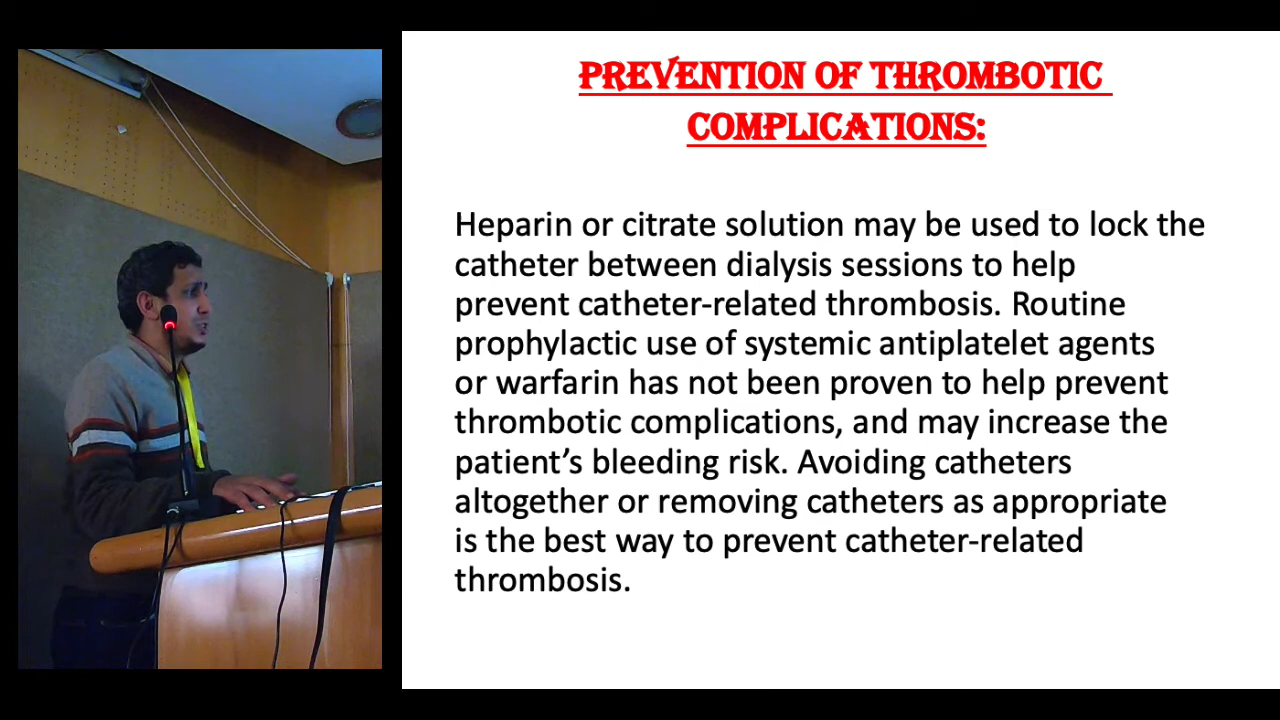 PREVENTION OF THROMBOTIC
COMPLICATIONS:
Heparin or citrate solution may be used to lock the
catheter between dialysis sessions to help
prevent catheter-related thrombosis. Routine
prophylactic use of systemic antiplatelet agents
or warfarin has not been proven to help prevent
thrombotic complications, and may increase the
patient’s bleeding risk. Avoiding catheters
altogether or removing catheters as appropriate
is the best way to prevent catheter-related
thrombosis.